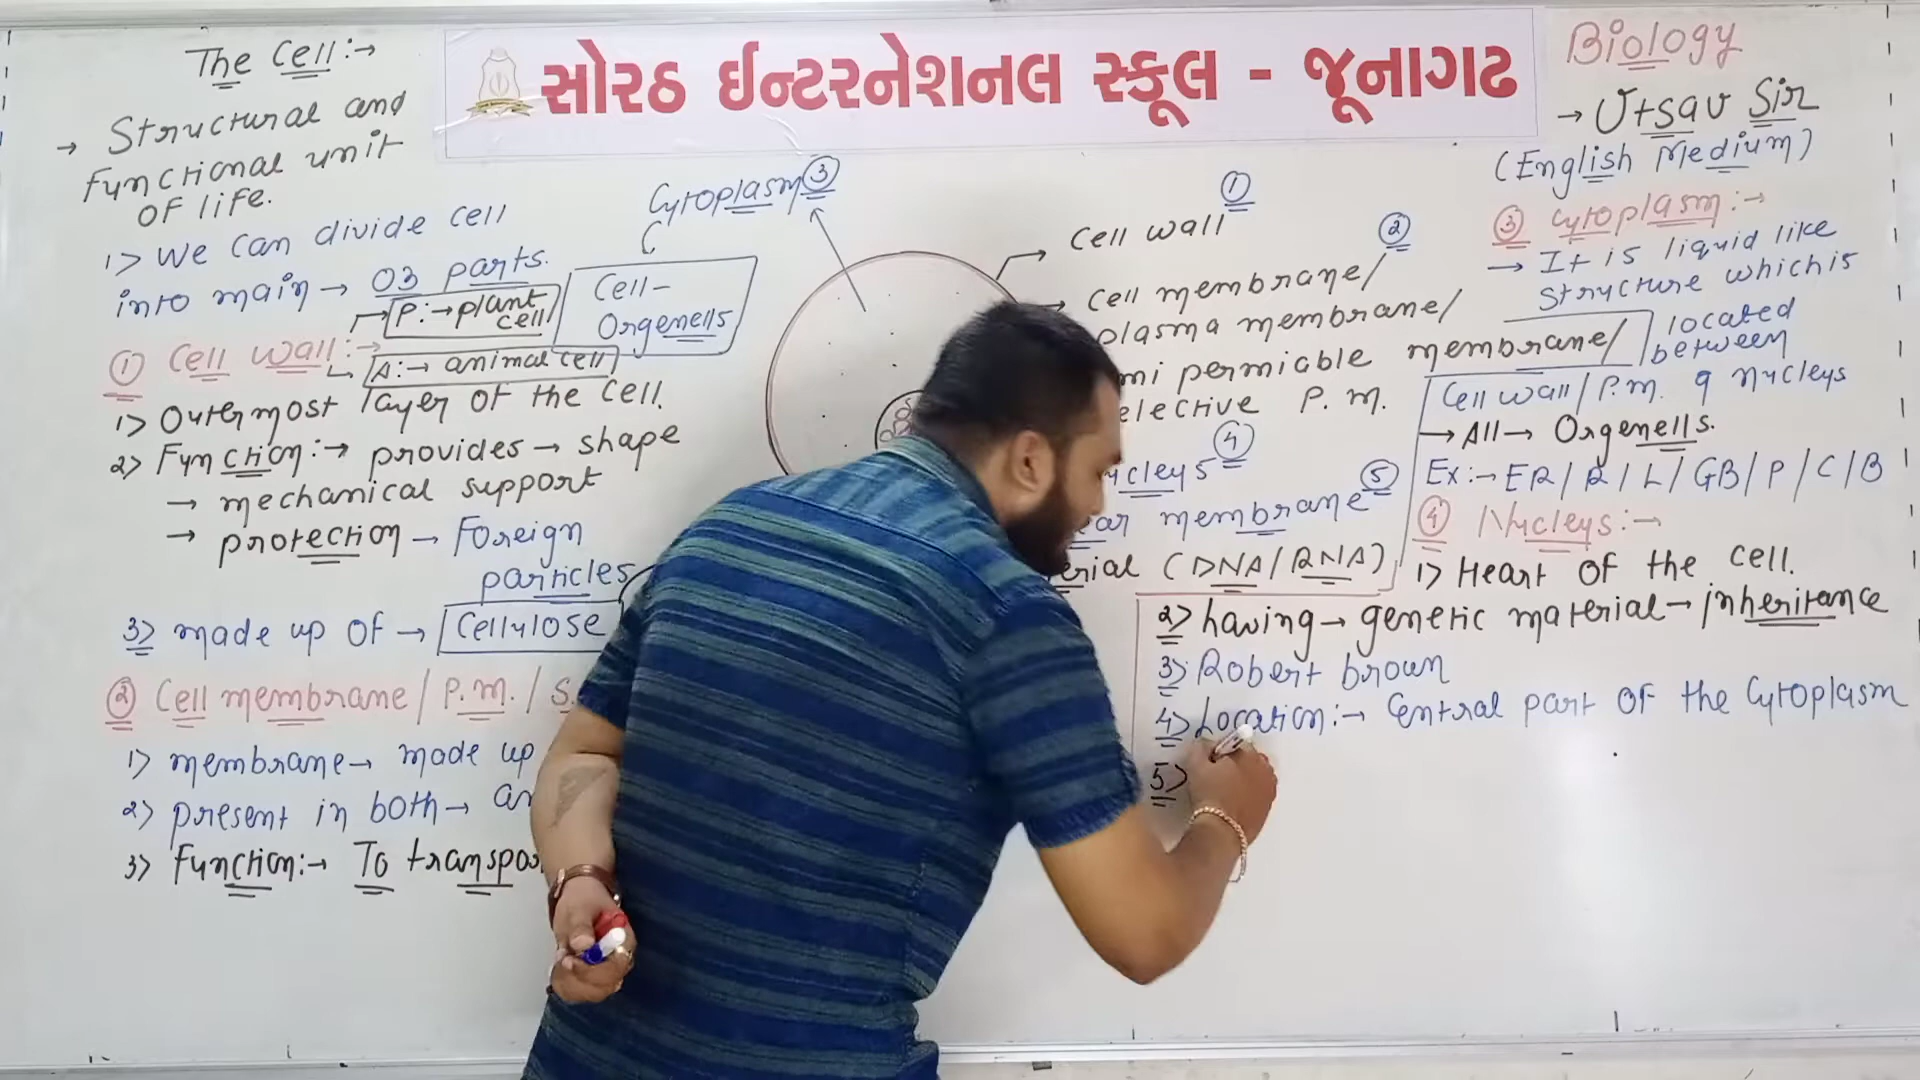 The Cell:→
→ Structural and
Functional unit
OF life.
1> We Can divide cell
into main → 03 parts.
① Cell wall:→
P:→ plant
cell
A:→ animal cell
1> Outermost layer of the cell.
2> Function:→ provides → shape
→ mechanical support
→ protection → Foreign
particles
3> made up of → Cellulose
② Cell membrane / P.m. / S.
1> membrane → made up
2> present in both →
3> Function:→ To
સોરઠ ઈન્ટરનેશનલ સ્કૂલ - જૂનાગઢ
Cytoplasm ③
Cell-
Orgenells
① 
Cell wall
②
Cell membrane /
plasma membrane /
permiable membrane /
P. m.
④
membrane ⑤
(DNA / RNA)
Biology
→ Utsav Sir
(English Medium)
③ Cytoplasm:→
→ It is liquid like
Structure which is
located
between
Cell wall / P.m. q nucleus
→ All → Orgenells.
Ex:→ ER / R / L / GB / P / C / B
④ Nucleus:→
1> Heart OF the cell.
2> having → genetic material → inheritance
3> Robert brown
4> Location:→ Central part OF the Cytoplasm
5>